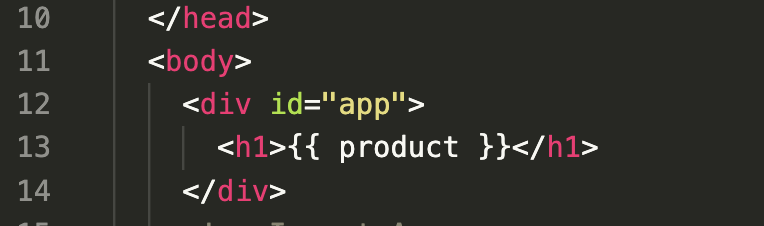 10 </head>
11 <body>
12 <div id="app">
13 <h1>{{ product }}</h1>
14 </div>